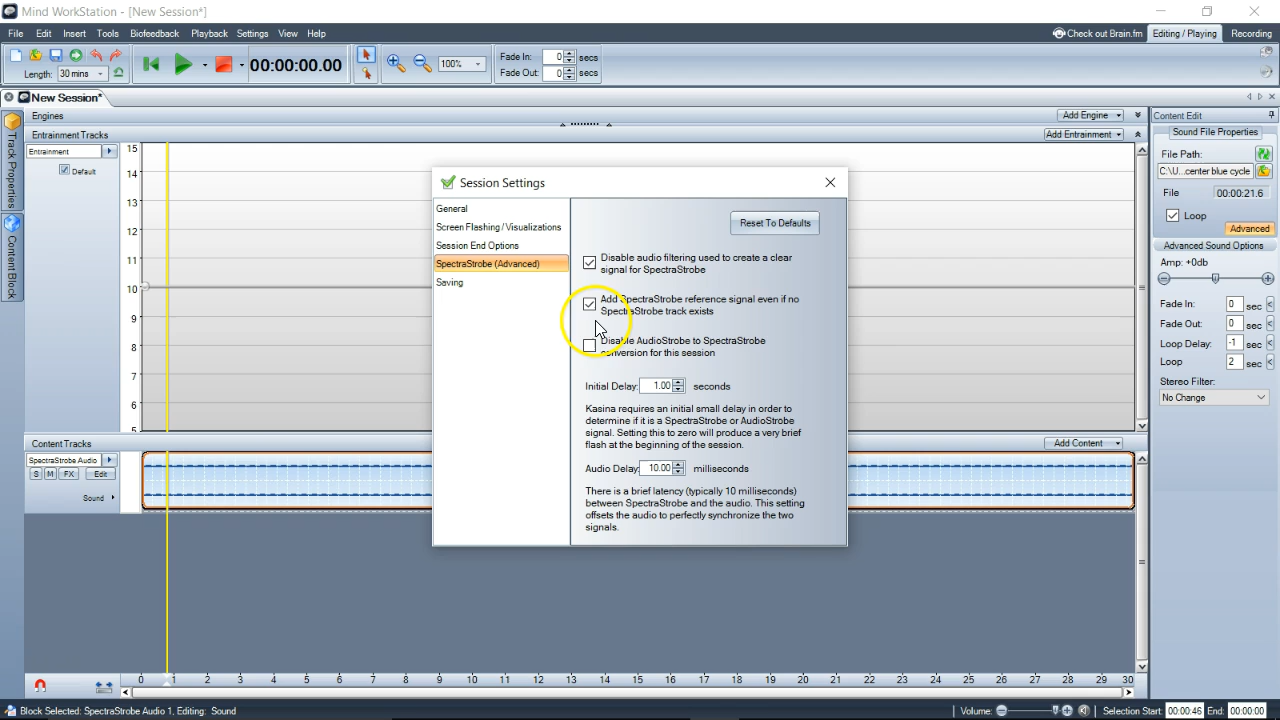 Mind WorkStation - [New Session*]
File Edit Insert Tools Biofeedback Playback Settings View Help
Check out Brain.fm Editing / Playing Recording
Length: 30 mins
00:00:00.00
100%
Fade In: 0 secs
Fade Out: 0 secs
New Session*
Engines
Add Engine
Entrainment Tracks
Add Entrainment
Entrainment
Default
15
14
13
12
11
10
9
8
7
6
5
Track Properties
Content Block
Session Settings
General
Screen Flashing / Visualizations
Session End Options
SpectraStrobe (Advanced)
Saving
Reset To Defaults
Disable audio filtering used to create a clear
signal for SpectraStrobe
Add SpectraStrobe reference signal even if no
SpectraStrobe track exists
Disable AudioStrobe to SpectraStrobe
conversion for this session
Initial Delay: 1.00 seconds
Kasina requires an initial small delay in order to
determine if it is a SpectraStrobe or AudioStrobe
signal. Setting this to zero will produce a very brief
flash at the beginning of the session.
Audio Delay 10.00 milliseconds
There is a brief latency (typically 10 milliseconds)
between SpectraStrobe and the audio. This setting
offsets the audio to perfectly synchronize the two
signals.
Content Edit
Sound File Properties
File Path:
C:\U...center blue cycle
File 00:00:21.6
Loop
Advanced
Advanced Sound Options
Amp: +0db
Fade In: 0 sec <
Fade Out: 0 sec <
Loop Delay: -1 sec <
Loop 2 sec <
Stereo Filter:
No Change
Content Tracks
Add Content
SpectraStrobe Audio
S M FX Edit
Sound
0 1 2 3 4 5 6 7 8 9 10 11 12 13 14 15 16 17 18 19 20 21 22 23 24 25 26 27 28 29 30
Block Selected: SpectraStrobe Audio 1, Editing: Sound
Volume:
Selection Start: 00:00:46 End: 00:00:00